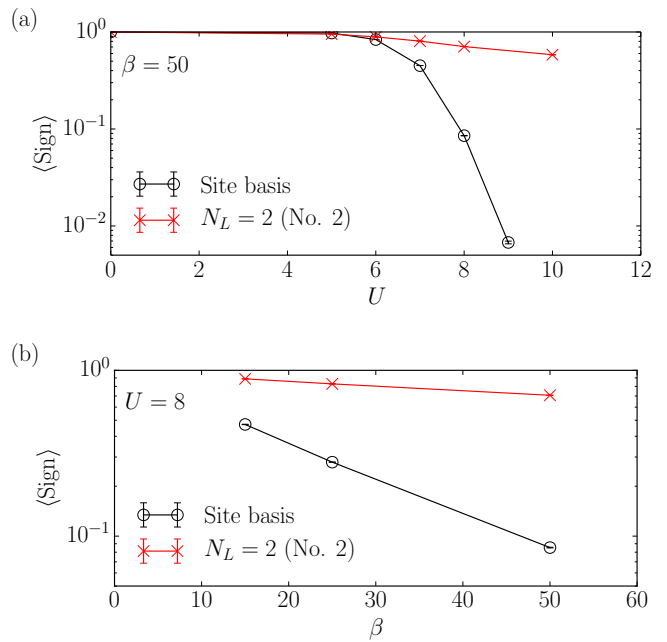 (a)
10^0
β = 50
10^{-1}
⟨Sign⟩
Site basis
N_L = 2 (No. 2)
10^{-2}
0 2 4 6 8 10 12
U
(b)
10^0
U = 8
⟨Sign⟩
Site basis
10^{-1}
N_L = 2 (No. 2)
0 10 20 30 40 50 60
β